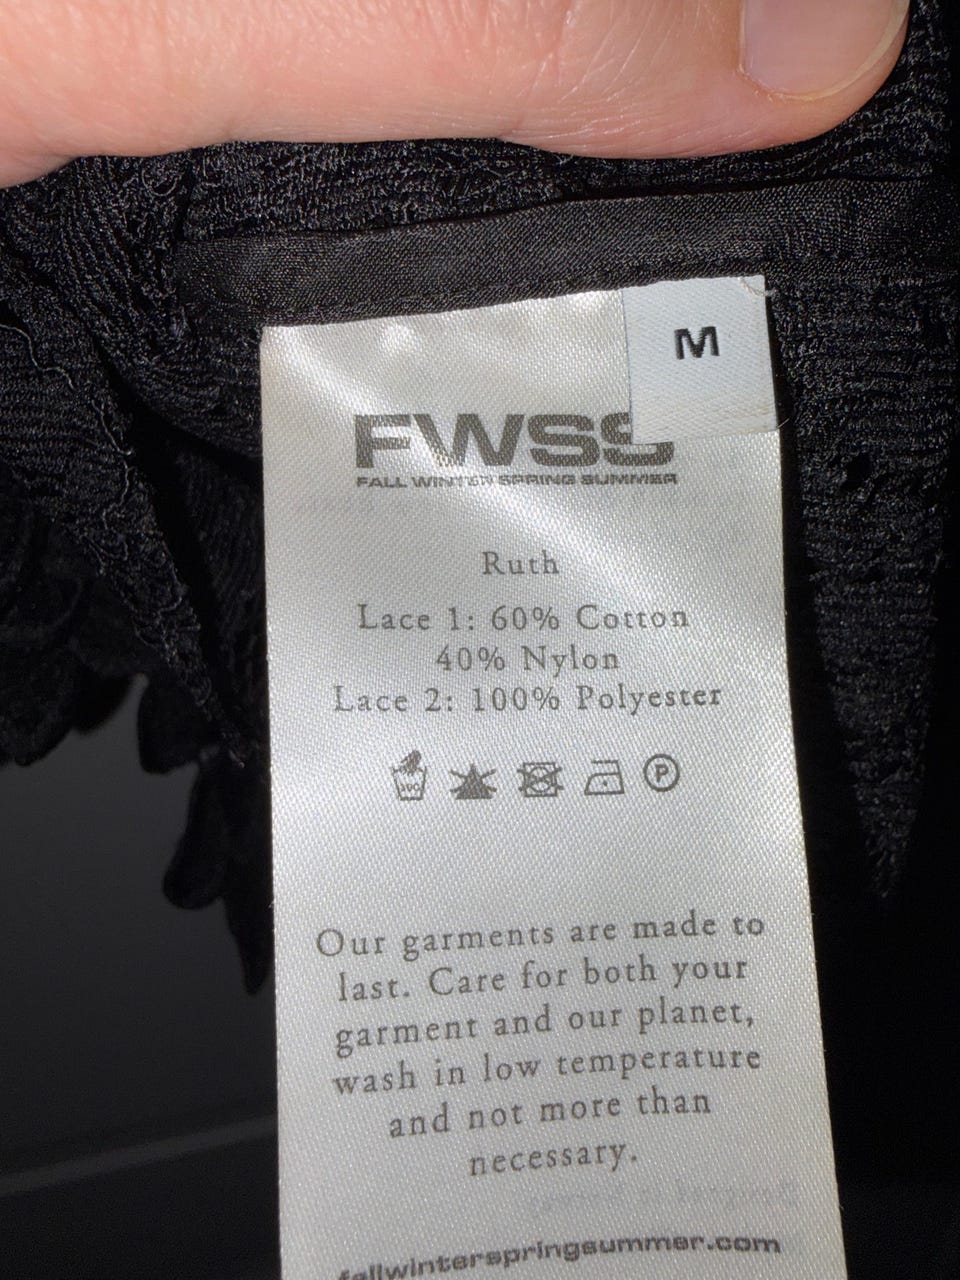 M
FWSS
FALL WINTER SPRING SUMMER
Ruth
Lace 1: 60% Cotton
40% Nylon
Lace 2: 100% Polyester
P
Our garments are made to
last. Care for both your
garment and our planet,
wash in low temperature
and not more than
necessary.
fallwinterspringsummer.com